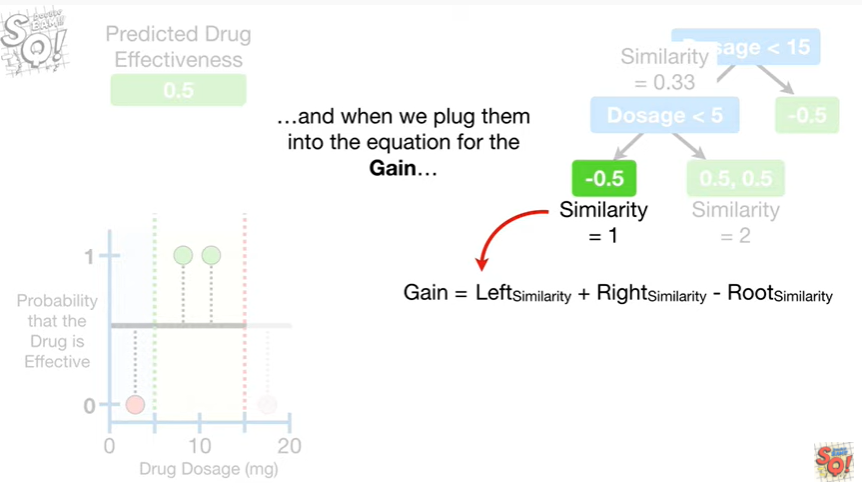 Predicted Drug
Effectiveness
0.5
…and when we plug them
into the equation for the
Gain…
Similarity
= 0.33
Dosage < 15
Dosage < 5
-0.5
-0.5
0.5, 0.5
Similarity
= 1
Similarity
= 2
Gain = LeftSimilarity + RightSimilarity - RootSimilarity
Probability
that the
Drug is
Effective
1
0
0
10
20
Drug Dosage (mg)
SQ!